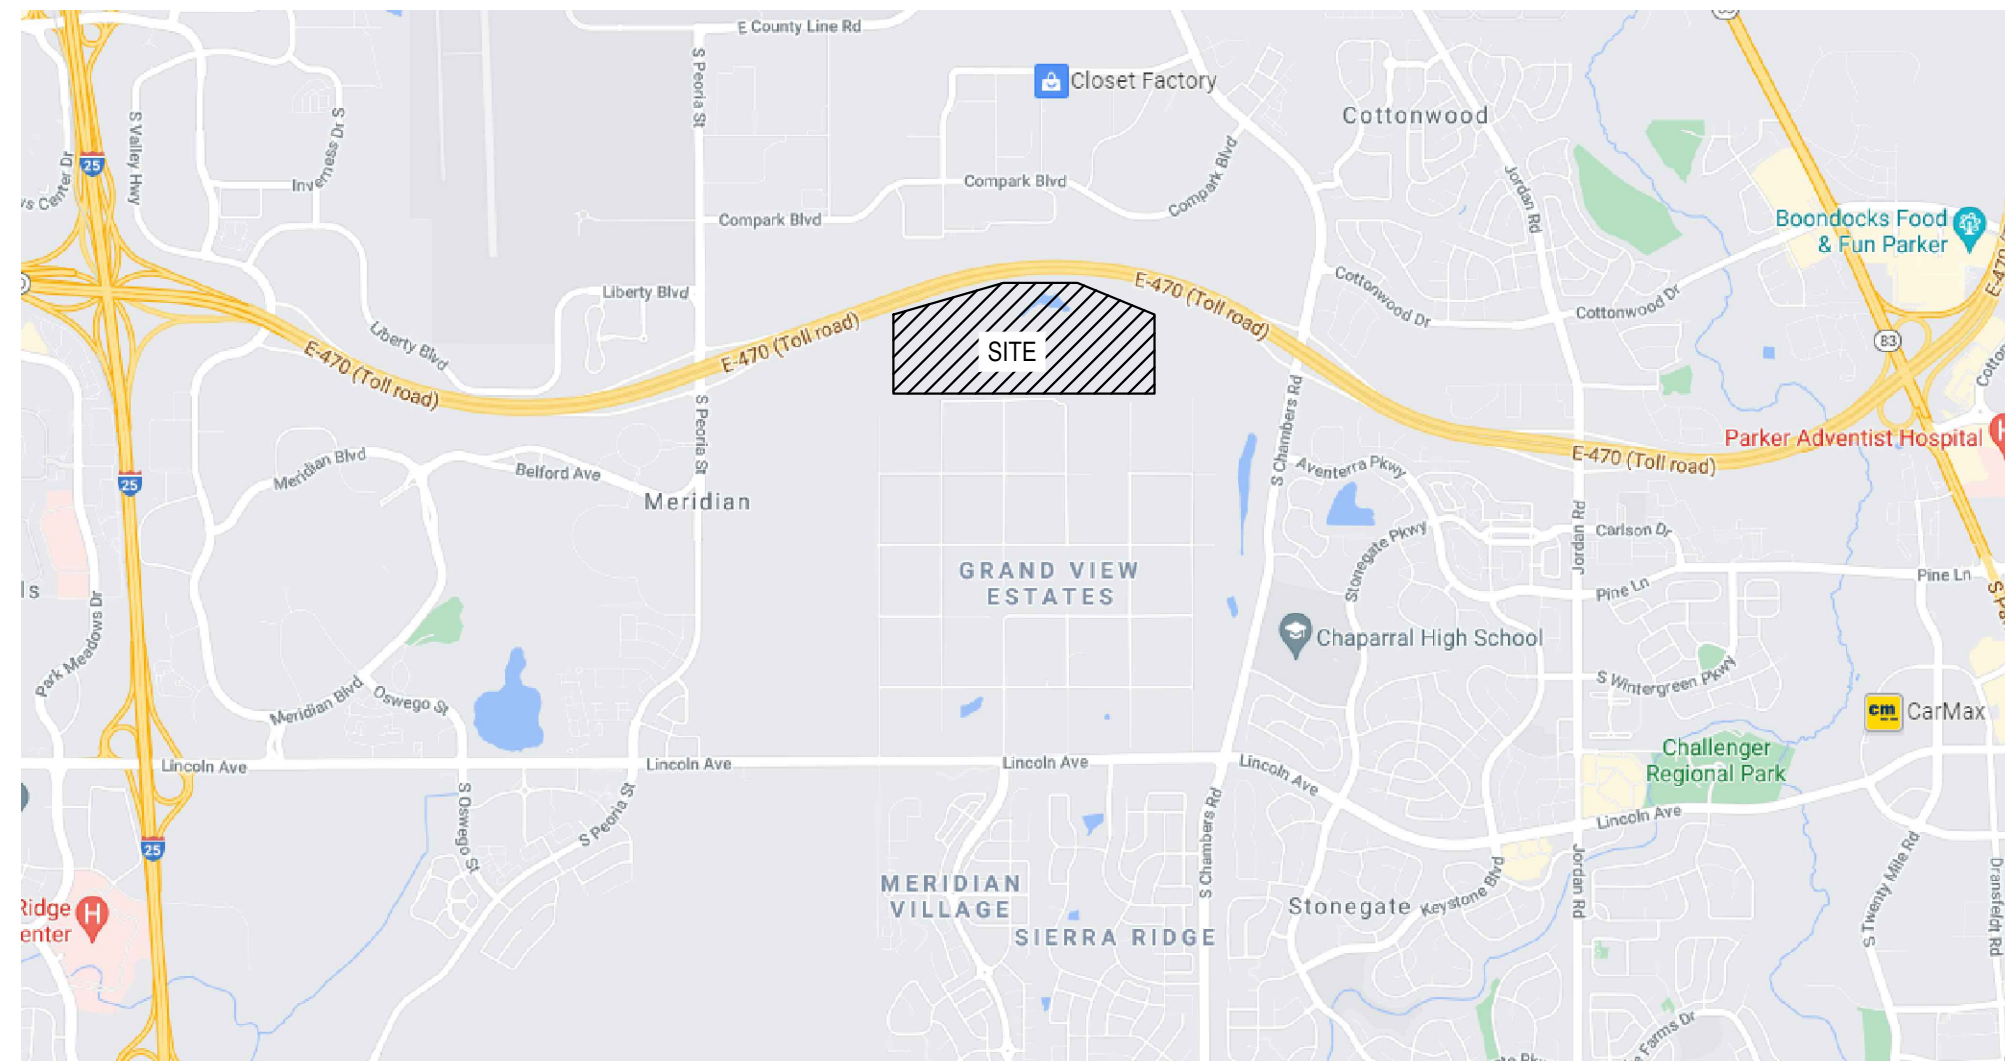 E County Line Rd
S Peoria St
Closet Factory
Cottonwood
S Valley Hwy
Inverness Dr S
25
Compark Blvd
Compark Blvd
Compark Blvd
Jordan Rd
Boondocks Food
& Fun Parker
Liberty Blvd
Liberty Blvd
E-470 (Toll road)
E-470 (Toll road)
E-470 (Toll road)
E-470
Cottonwood Dr
Cottonwood Dr
83
SITE
S Peoria St
S Chambers Rd
Parker Adventist Hospital
H
E-470 (Toll road)
Meridian Blvd
Belford Ave
Aventerra Pkwy
25
Meridian
Stonegate Pkwy
Jordan Rd
Carlson Dr
GRAND VIEW
ESTATES
Pine Ln
Pine Ln
Park Meadows Dr
Chaparral High School
S Wintergreen Pkwy
Meridian Blvd
Oswego St
cm
CarMax
Challenger
Regional Park
Lincoln Ave
Lincoln Ave
Lincoln Ave
Lincoln Ave
Lincoln Ave
S Oswego St
S Peoria St
S Chambers Rd
25
Jordan Rd
S Twenty Mile Rd
Dransfeldt Rd
MERIDIAN
VILLAGE
Stonegate
Keystone Blvd
H
SIERRA RIDGE
Farms Dr